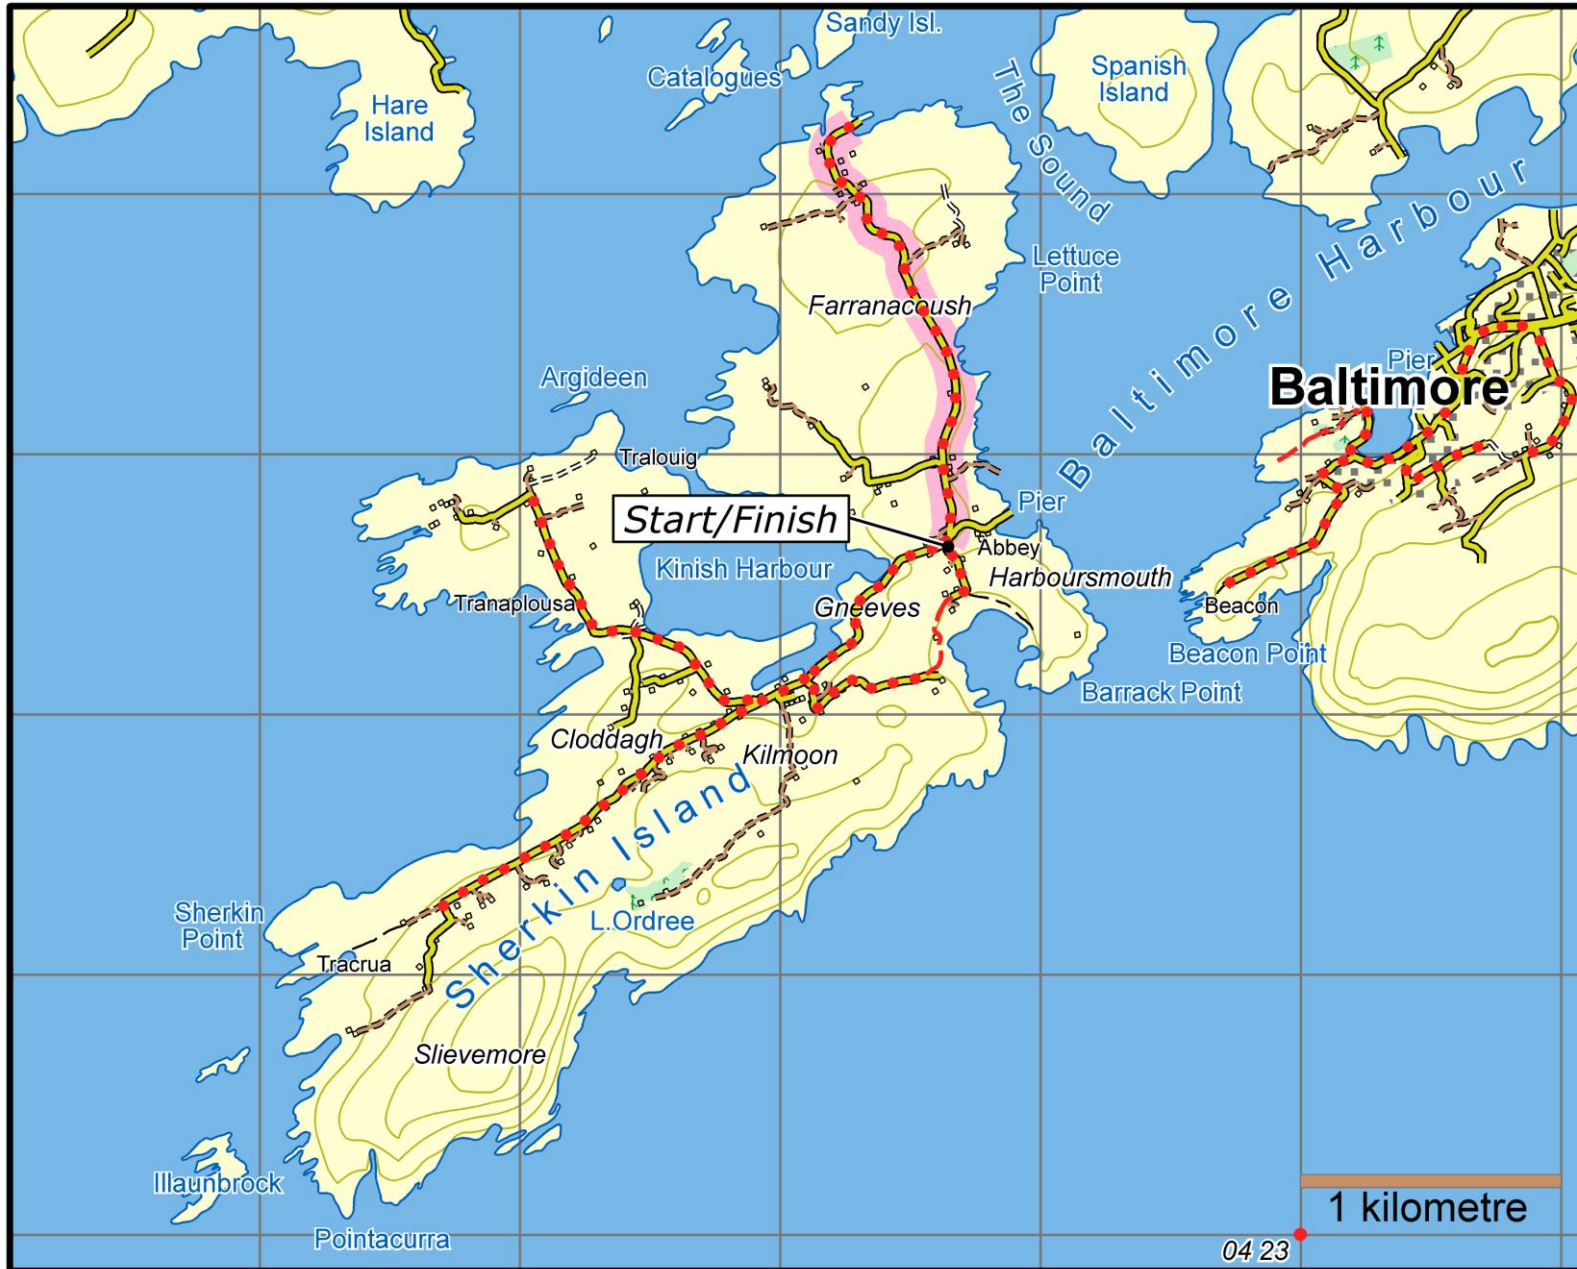 Sandy Isl.
Catalogues
Hare
Island
The Sound
Spanish
Island
Lettuce
Point
Baltimore Harbour
Farranacoush
Argideen
Pier
Baltimore
Tralouig
Start/Finish
Pier
Abbey
Kinish Harbour
Harboursmouth
Tranaplousa
Gneeves
Beacon
Beacon Point
Barrack Point
Cloddagh
Kilmoon
Sherkin Island
Sherkin
Point
L.Ordree
Tracrua
Slievemore
Illaunbrock
Pointacurra
1 kilometre
04 23